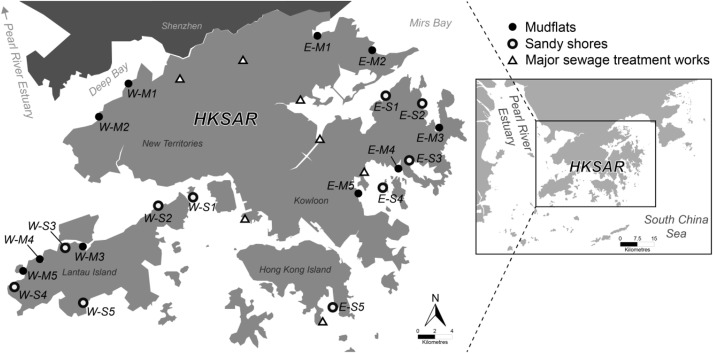 Pearl River Estuary
Shenzhen
Mirs Bay
Deep Bay
E-M1
E-M2
W-M1
W-M2
E-S1
E-S2
E-M3
HKSAR
New Territories
E-M4
E-S3
Kowloon
E-M5
E-S4
W-S1
W-S2
W-S3
W-M4
W-M3
W-M5
Lantau Island
Hong Kong Island
W-S4
W-S5
E-S5
N
0 2 4
Kilometres
Mudflats
Sandy shores
Major sewage treatment works
Pearl River
Estuary
HKSAR
South China
Sea
0 7.5 15
Kilometres